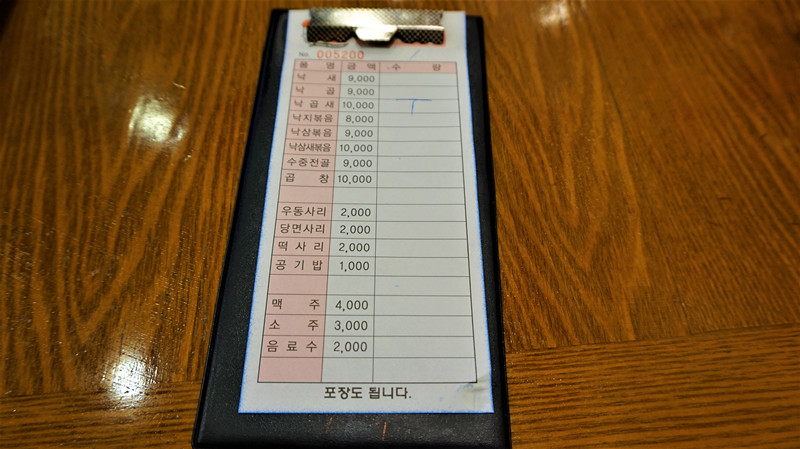 No. 005200
품 명 금 액 수 량
낙 새 9,000
낙 곱 9,000
낙 곱 새 10,000 T
낙지볶음 8,000
낙삼볶음 9,000
낙삼새볶음 10,000
수중전골 9,000
곱 창 10,000
우동사리 2,000
당면사리 2,000
떡 사 리 2,000
공 기 밥 1,000
맥 주 4,000
소 주 3,000
음 료 수 2,000
포장도 됩니다.